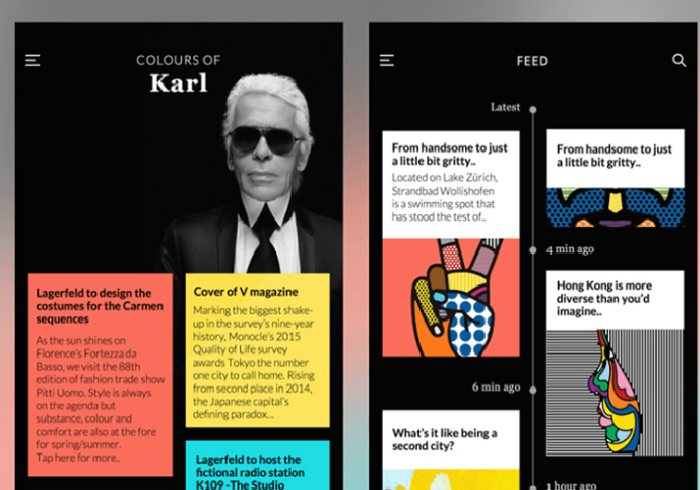 COLOURS OF
Karl
Lagerfeld to design the
costumes for the Carmen
sequences
As the sun shines on
Florence's Fortezza da
Basso, we visit the 88th
edition of fashion trade show
Pitti Uomo. Style is always
on the agenda but
substance, colour and
comfort are also at the fore
for spring/summer.
Tap here for more..
Cover of V magazine
Marking the biggest shake-
up in the survey's nine-year
history, Monocle's 2015
Quality of Life survey
awards Tokyo the number
one city to call home. Rising
from second place in 2014,
the Japanese capital's
defining paradox...
Lagerfeld to host the
fictional radio station
K109 -The Studio
FEED
Latest
From handsome to just
a little bit gritty..
Located on Lake Zürich,
Strandbad Wollishofen
is a swimming spot that
has stood the test of..
From handsome to just
a little bit gritty..
4 min ago
Hong Kong is more
diverse than you'd
imagine..
6 min ago
What's it like being a
second city?
1 hour ago